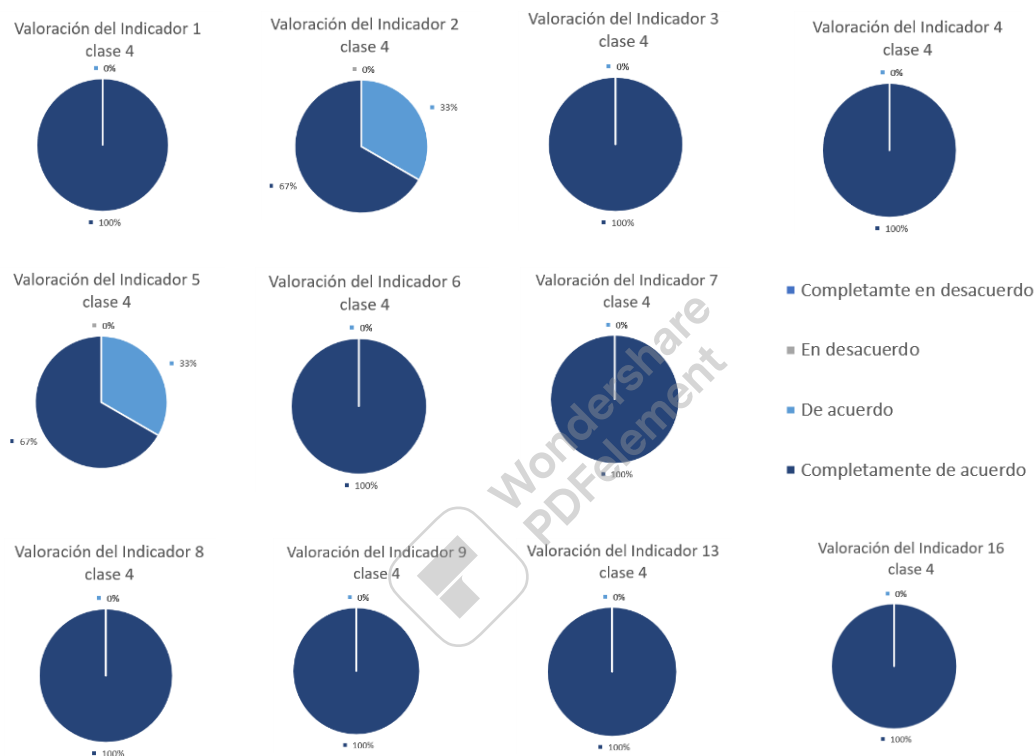 Valoración del Indicador 1
clase 4
0%
100%
Valoración del Indicador 2
clase 4
0%
33%
67%
Valoración del Indicador 3
clase 4
0%
100%
Valoración del Indicador 4
clase 4
0%
100%
Valoración del Indicador 5
clase 4
0%
33%
67%
Valoración del Indicador 6
clase 4
0%
100%
Valoración del Indicador 7
clase 4
0%
100%
Completamte en desacuerdo
En desacuerdo
De acuerdo
Completamente de acuerdo
Valoración del Indicador 8
clase 4
0%
100%
Valoración del Indicador 9
clase 4
0%
100%
Valoración del Indicador 13
clase 4
0%
100%
Valoración del Indicador 16
clase 4
0%
100%
Wondershare
PDFelement